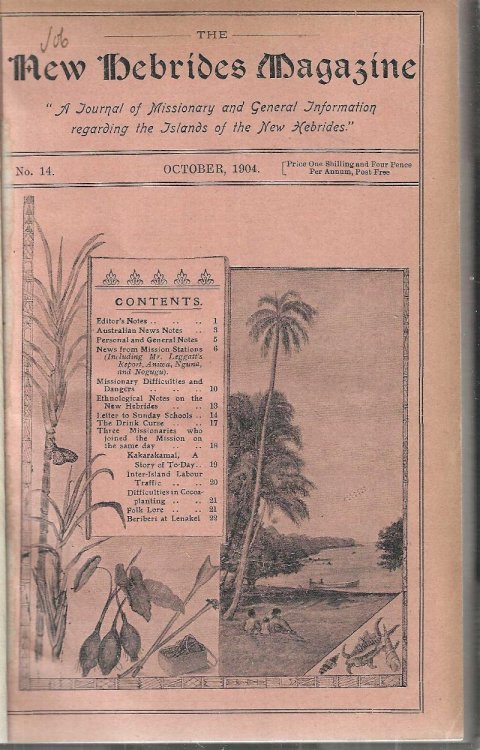 Job
THE
New Hebrides Magazine
"A Journal of Missionary and General Information
regarding the Islands of the New Hebrides."
No. 14.
OCTOBER, 1904.
[Price One Shilling and Four Pence
Per Annum, Post Free
CONTENTS.
Editor's Notes .. .. .. 1
Australian News Notes .. 3
Personal and General Notes 5
News from Mission Stations 6
(Including Mr. Leggatt's
Report, Aniwa, Nguna,
and Nogugu).
Missionary Difficulties and
Dangers .. .. .. 10
Ethnological Notes on the
New Hebrides .. .. 13
Letter to Sunday Schools .. 14
The Drink Curse .. .. 17
Three Missionaries who
joined the Mission on
the same day .. .. 18
Kakarakamal, A
Story of To-Day .. 19
Inter-Island Labour
Traffic .. .. 20
Difficulties in Cocoa-
planting .. .. 21
Folk Lore .. .. 21
Beriberi at Lenakel 22